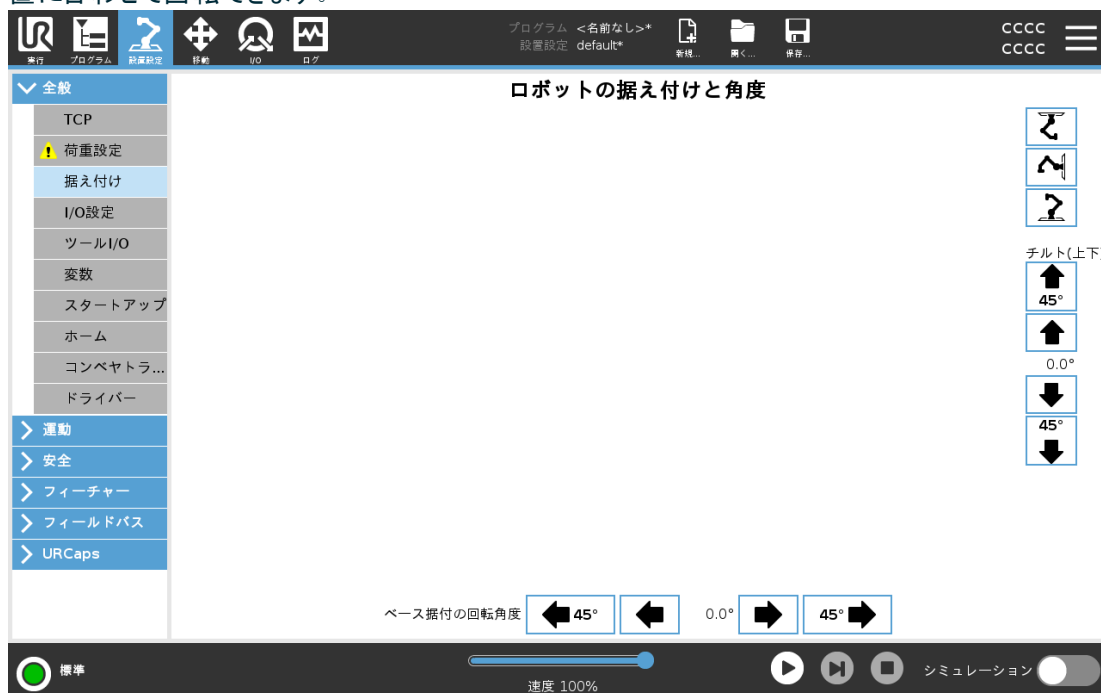 置に合わせて回転できます。
UR
実行
プログラム
設置設定
移動
I/O
ログ
プログラム <名前なし>*
設置設定 default*
新規...
開く...
保存...
CCCC
CCCC
全般
TCP
荷重設定
据え付け
I/O設定
ツールI/O
変数
スタートアップ
ホーム
コンベヤトラ...
ドライバー
運動
安全
フィーチャー
フィールドバス
URCaps
ロボットの据え付けと角度
チルト(上下)
45°
0.0°
45°
ベース据付の回転角度
45°
0.0°
45°
標準
速度 100%
シミュレーション